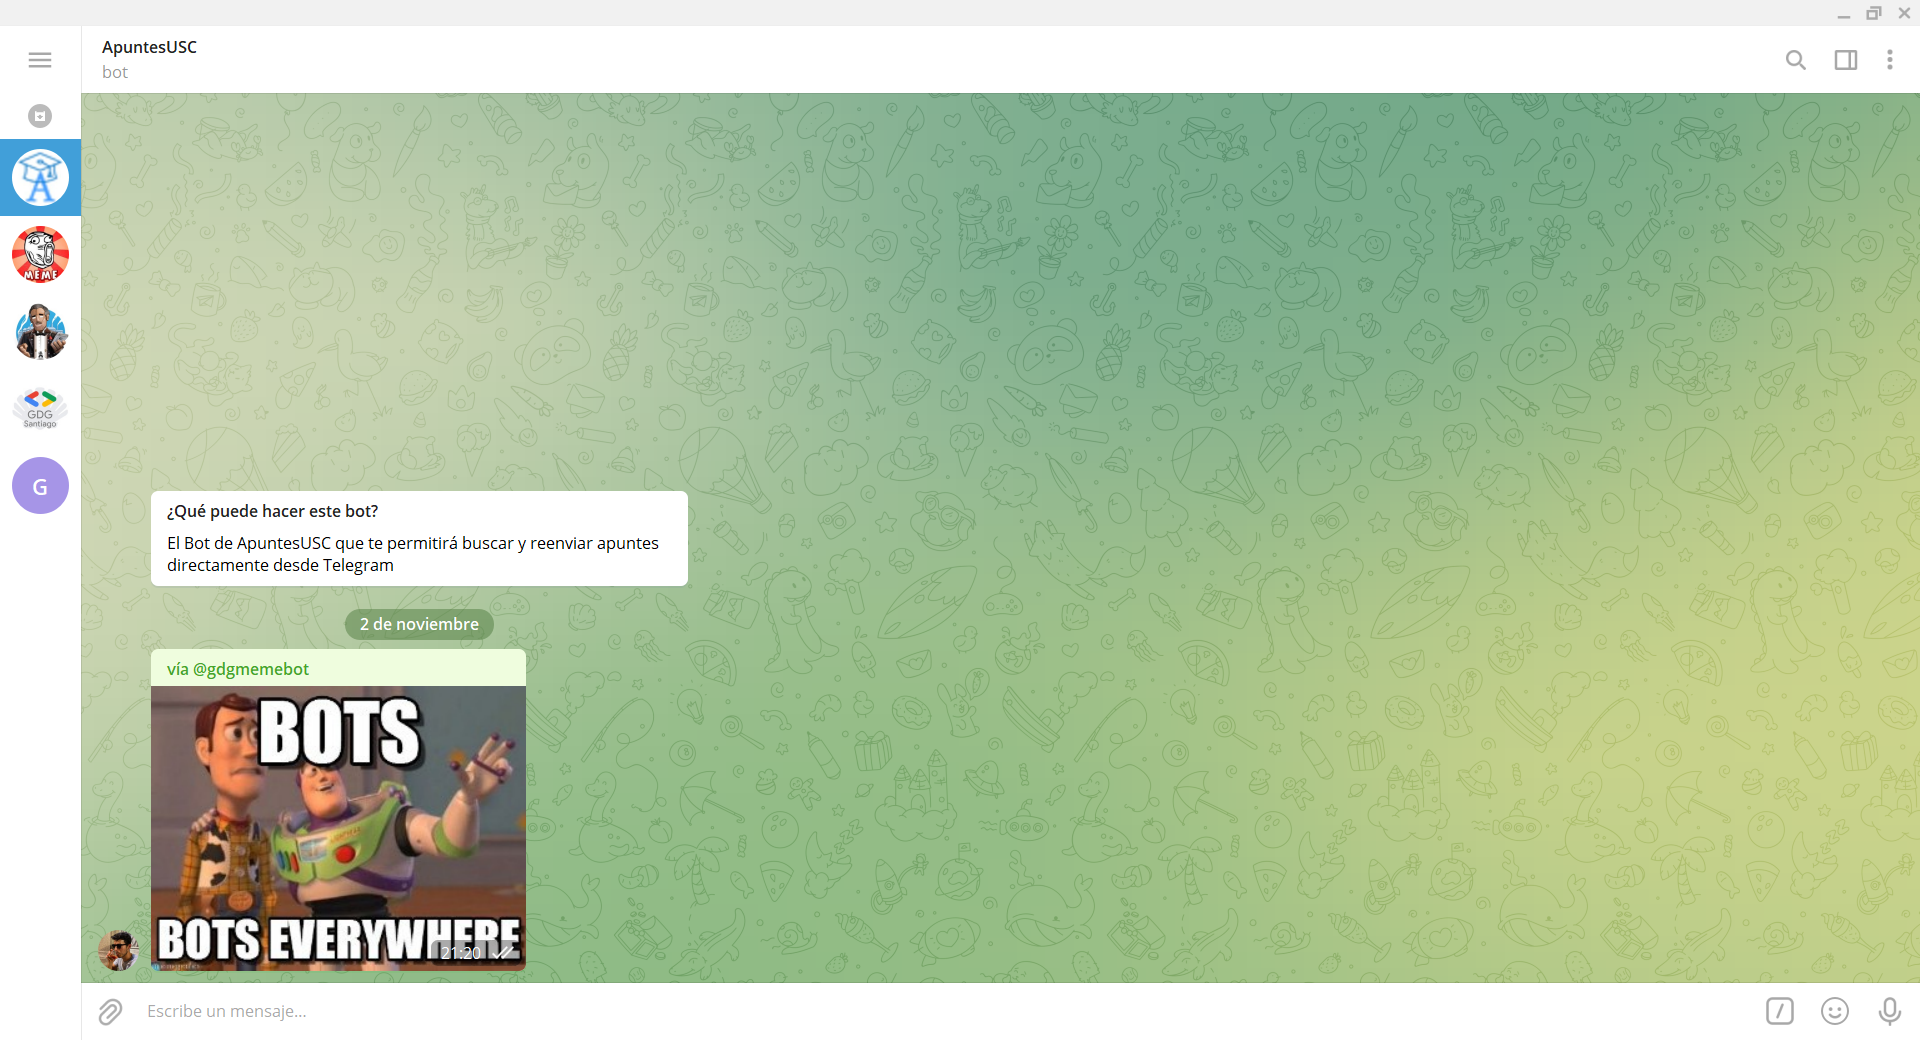 ApuntesUSC
bot
MEME
GDG
Santiago
G
¿Qué puede hacer este bot?
El Bot de ApuntesUSC que te permitirá buscar y reenviar apuntes
directamente desde Telegram
2 de noviembre
vía @gdgmemebot
BOTS
BOTS EVERYWHERE
21:20
Escribe un mensaje...